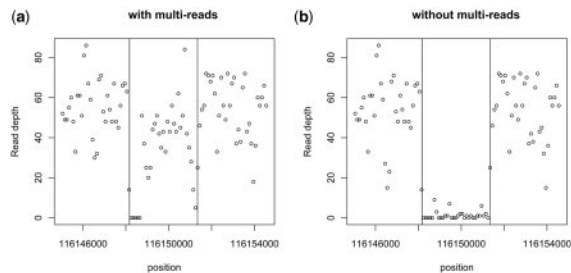 (a) with multi-reads
Read depth
80
60
40
20
0
116146000 116150000 116154000
position
(b) without multi-reads
Read depth
80
60
40
20
0
116146000 116150000 116154000
position